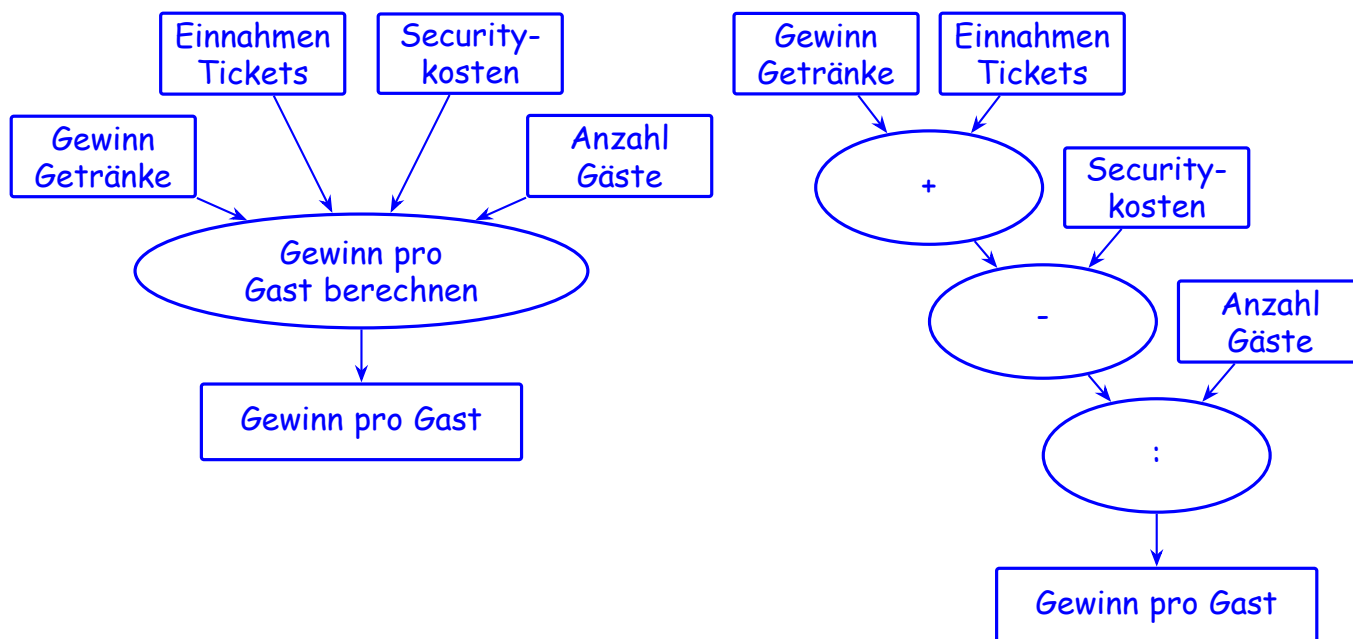 Einnahmen
Tickets
Security-
kosten
Gewinn
Getränke
Anzahl
Gäste
Gewinn pro
Gast berechnen
Gewinn pro Gast
Gewinn
Getränke
Einnahmen
Tickets
+
Security-
kosten
-
Anzahl
Gäste
:
Gewinn pro Gast